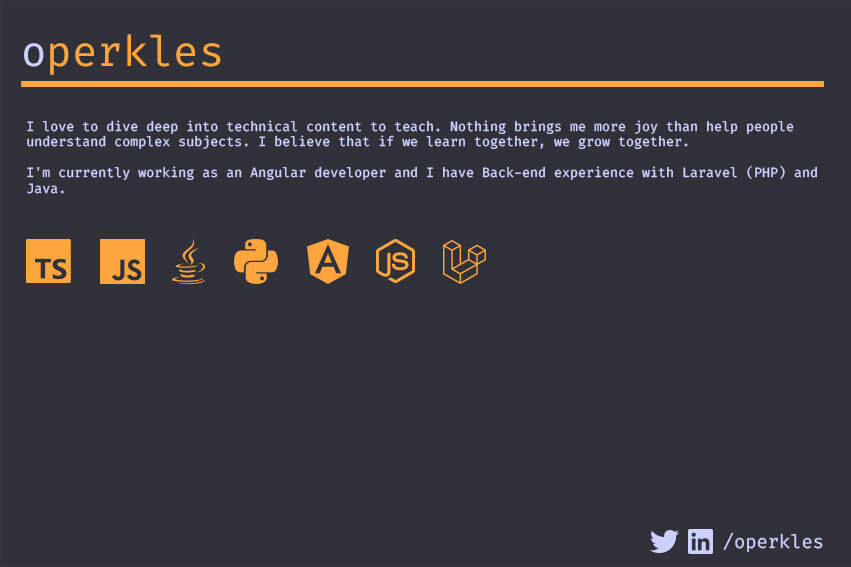 operkles
I love to dive deep into technical content to teach. Nothing brings me more joy than help people
understand complex subjects. I believe that if we learn together, we grow together.
I'm currently working as an Angular developer and I have Back-end experience with Laravel (PHP) and
Java.
TS JS A JS
in /operkles